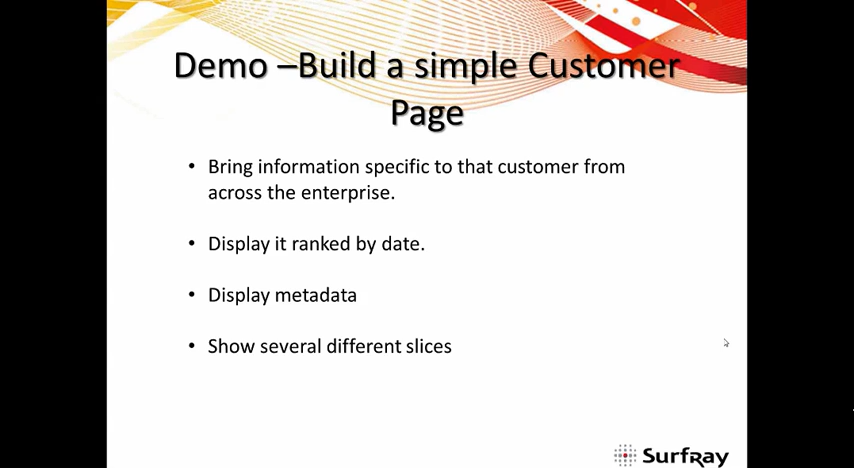 Demo –Build a simple Customer
Page
• Bring information specific to that customer from
across the enterprise.
• Display it ranked by date.
• Display metadata
• Show several different slices
SurfRay